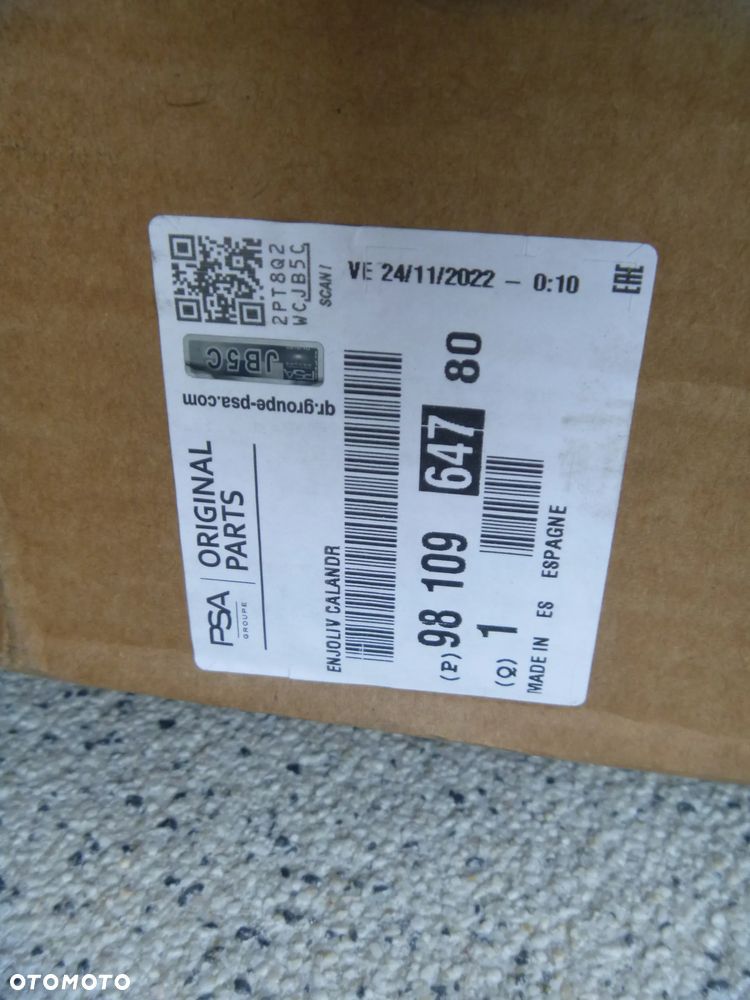 PSA
GROUPE
ORIGINAL
PARTS
qr.groupe-psa.com
PSA
JB5C
2PT8Q2
WCJB5C
SCAN!
VE 24/11/2022 - 0:10
EAC
ENJOLIV CALANDR
(P) 98 109 647 80
(Q) 1
MADE IN ES ESPAGNE
OTOMOTO